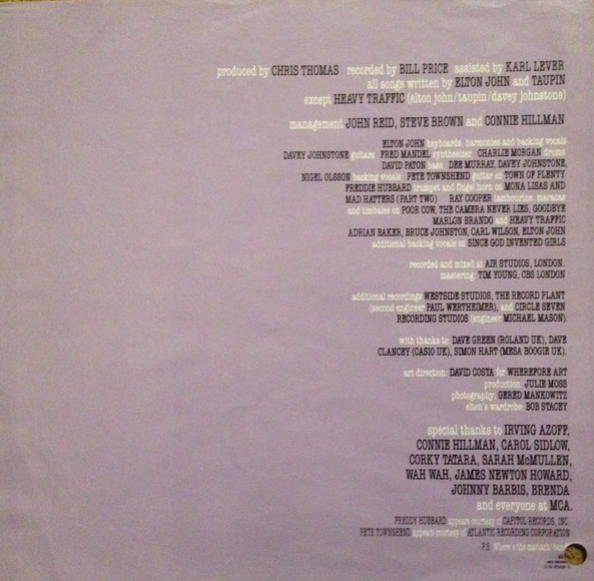 produced by CHRIS THOMAS recorded by BILL PRICE assisted by KARL LEVER
all songs written by ELTON JOHN and TAUPIN
except HEAVY TRAFFIC (elton john/taupin/davey johnstone)
management JOHN REID, STEVE BROWN and CONNIE HILLMAN
ELTON JOHN keyboards, harmonies and backing vocals
DAVEY JOHNSTONE guitars FRED MANDEL synthesiser CHARLIE MORGAN drums
DAVID PATON bass DEE MURRAY, DAVEY JOHNSTONE,
NIGEL OLSSON backing vocals PETE TOWNSHEND guitar on TOWN OF PLENTY
FREDDIE HUBBARD trumpet and flugel horn on MONA LISAS AND
MAD HATTERS (PART TWO) RAY COOPER tambourine, maracas
and timbales on POOR COW, THE CAMERA NEVER LIES, GOODBYE
MARLON BRANDO and HEAVY TRAFFIC
ADRIAN BAKER, BRUCE JOHNSTON, CARL WILSON, ELTON JOHN
additional backing vocals on SINCE GOD INVENTED GIRLS
recorded and mixed at AIR STUDIOS, LONDON.
mastering: TIM YOUNG, CBS LONDON
additional recordings WESTSIDE STUDIOS, THE RECORD PLANT
(second engineer PAUL WERTHEIMER), and CIRCLE SEVEN
RECORDING STUDIOS (engineer MICHAEL MASON).
with thanks to DAVE GREEN (ROLAND UK), DAVE
CLANCEY (CASIO UK), SIMON HART (MESA BOOGIE UK).
art direction: DAVID COSTA for WHEREFORE ART
production: JULIE MOSS
photography: GERED MANKOWITZ
elton's wardrobe: BOB STACEY
special thanks to IRVING AZOFF,
CONNIE HILLMAN, CAROL SIDLOW,
CORKY TATARA, SARAH McMULLEN,
WAH WAH, JAMES NEWTON HOWARD,
JOHNNY BARBIS, BRENDA
and everyone at MCA.
FREDDY HUBBARD appears courtesy of CAPITOL RECORDS, INC.
PETE TOWNSHEND appears courtesy of ATLANTIC RECORDING CORPORATION
P.S. Where's the mariachi band